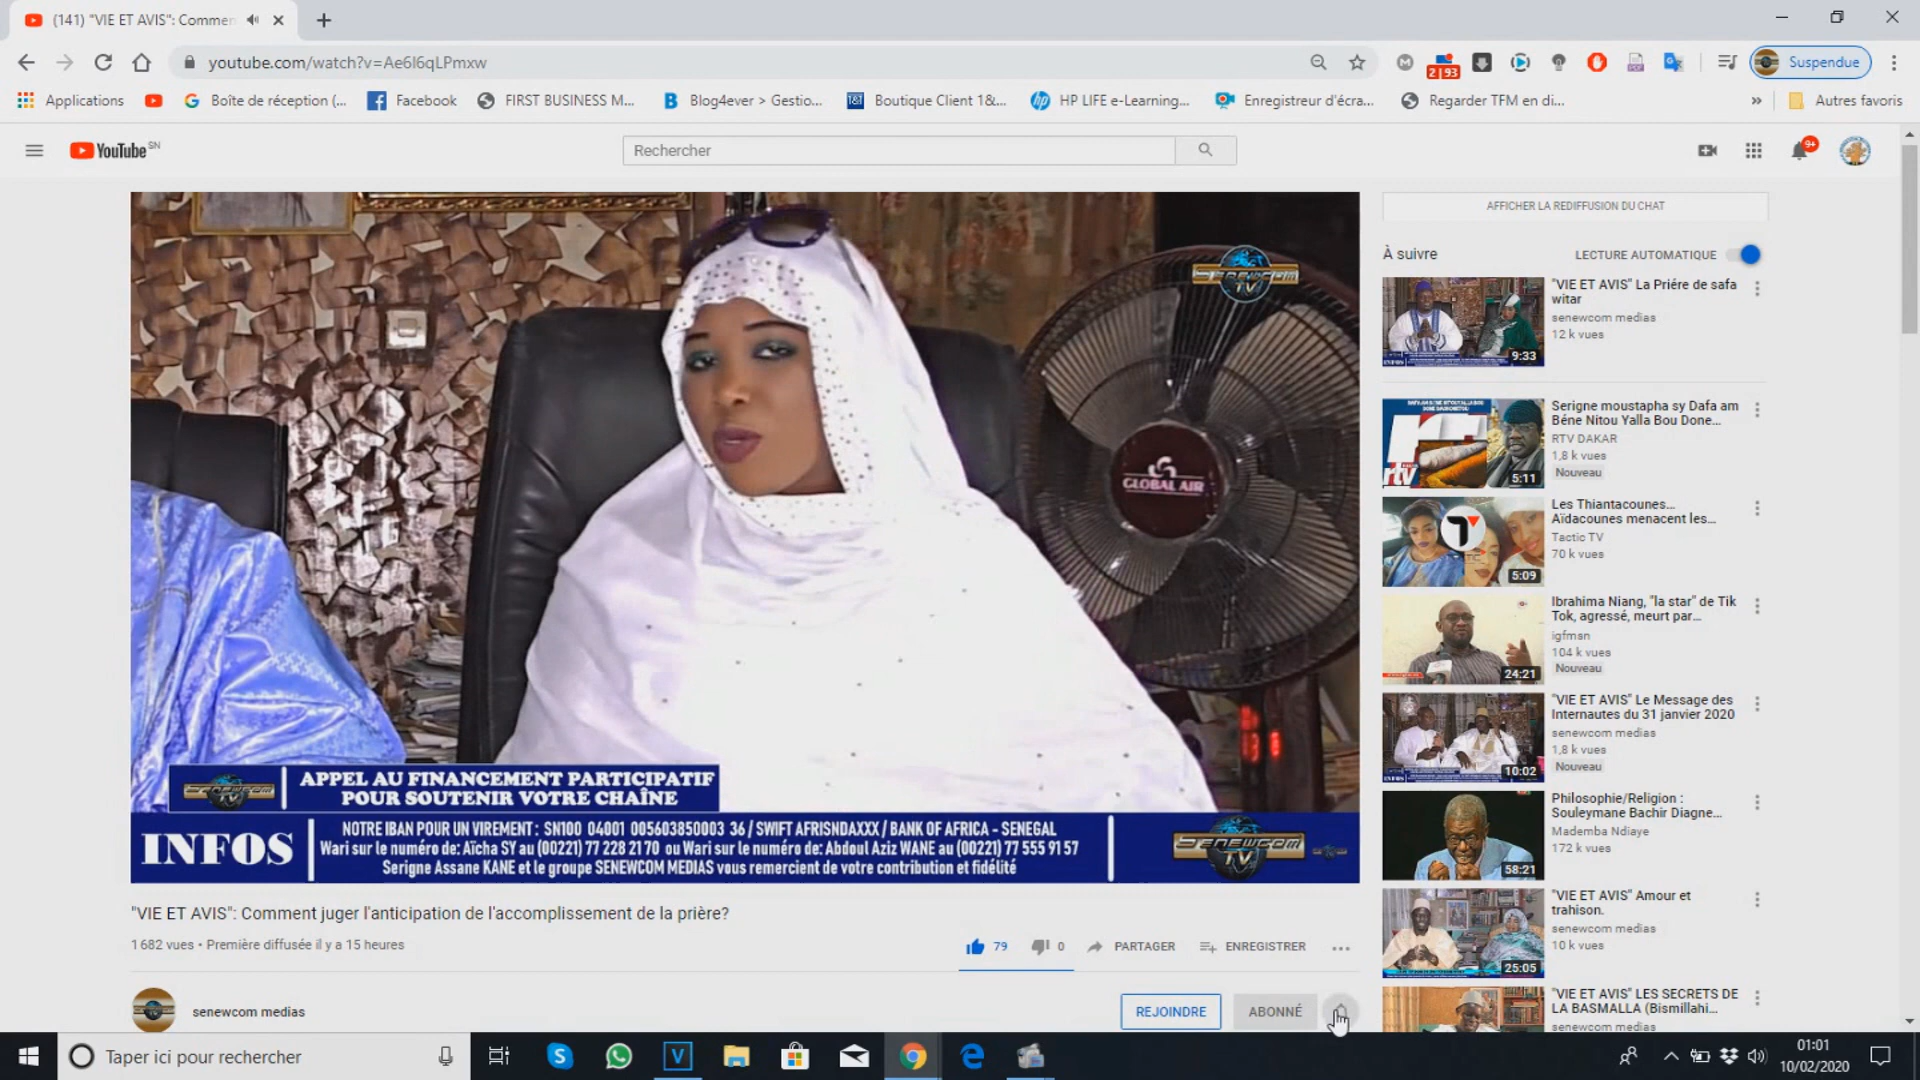 (141) "VIE ET AVIS": Commen
youtube.com/watch?v=Ae6I6qLPmxw
2|93
Suspendue
Applications
Boîte de réception (...
Facebook
FIRST BUSINESS M...
Blog4ever > Gestio...
Boutique Client 1&...
HP LIFE e-Learning...
Enregistreur d'écra...
Regarder TFM en di...
»
Autres favoris
YouTube SN
Rechercher
9+
SENEWCOM TV
GLOBAL AIR
SENEWCOM TV
APPEL AU FINANCEMENT PARTICIPATIF
POUR SOUTENIR VOTRE CHAÎNE
INFOS
NOTRE IBAN POUR UN VIREMENT : SN100 04001 005603850003 36 / SWIFT AFRISNDAXXX / BANK OF AFRICA - SENEGAL
Wari sur le numéro de: Aïcha SY au (00221) 77 228 21 70 ou Wari sur le numéro de: Abdoul Aziz WANE au (00221) 77 555 91 57
Serigne Assane KANE et le groupe SENEWCOM MEDIAS vous remercient de votre contribution et fidélité
SENEWCOM TV
"VIE ET AVIS": Comment juger l'anticipation de l'accomplissement de la prière?
1 682 vues • Première diffusée il y a 15 heures
79
0
PARTAGER
ENREGISTRER
senewcom medias
REJOINDRE
ABONNÉ
AFFICHER LA REDIFFUSION DU CHAT
À suivre
LECTURE AUTOMATIQUE
"VIE ET AVIS" La Priére de safa
witar
senewcom medias
12 k vues
9:33
Serigne moustapha sy Dafa am
Béne Nitou Yalla Bou Done...
RTV DAKAR
1,8 k vues
Nouveau
rtv
5:11
Les Thiantacounes...
Aïdacounes menacent les...
Tactic TV
70 k vues
5:09
Ibrahima Niang, "la star" de Tik
Tok, agressé, meurt par...
igfmsn
104 k vues
Nouveau
24:21
"VIE ET AVIS" Le Message des
Internautes du 31 janvier 2020
senewcom medias
1,8 k vues
Nouveau
10:02
Philosophie/Religion :
Souleymane Bachir Diagne...
Mademba Ndiaye
172 k vues
58:21
"VIE ET AVIS" Amour et
trahison.
senewcom medias
10 k vues
25:05
"VIE ET AVIS" LES SECRETS DE
LA BASMALLA (Bismillahi...
senewcom medias
Taper ici pour rechercher
01:01
10/02/2020